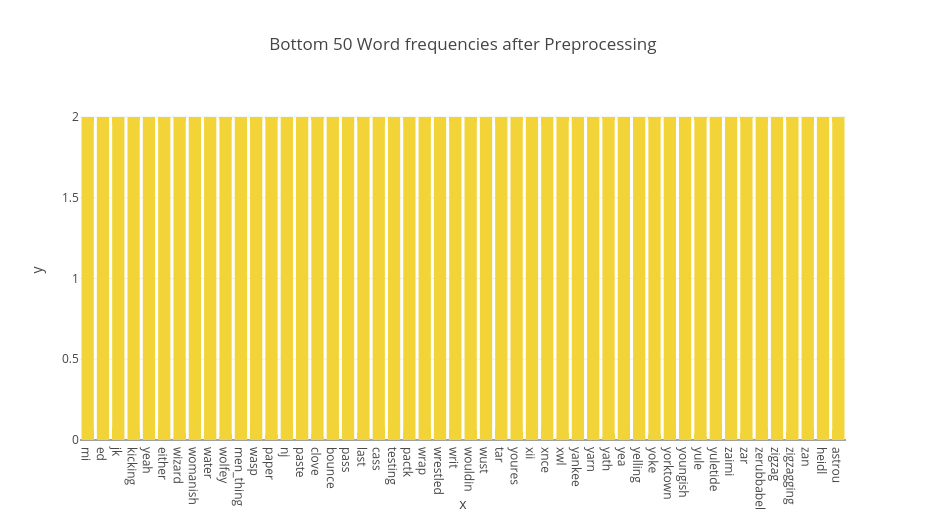 Bottom 50 Word frequencies after Preprocessing
2
1.5
1
0.5
0
y
mi
ed
jk
kicking
yeah
either
wizard
womanish
water
wolfey
men_thing
wasp
paper
nj
paste
clove
bounce
pass
last
cass
testing
pactk
wrap
wrestled
writ
wouldin
wust
tar
youres
xii
xnce
xwl
yankee
yarn
yath
yea
yelling
yoke
yorktown
youngish
yule
yuletide
zaimi
zar
zerubbabel
zigzag
zigzagging
zan
heidl
astrou
x